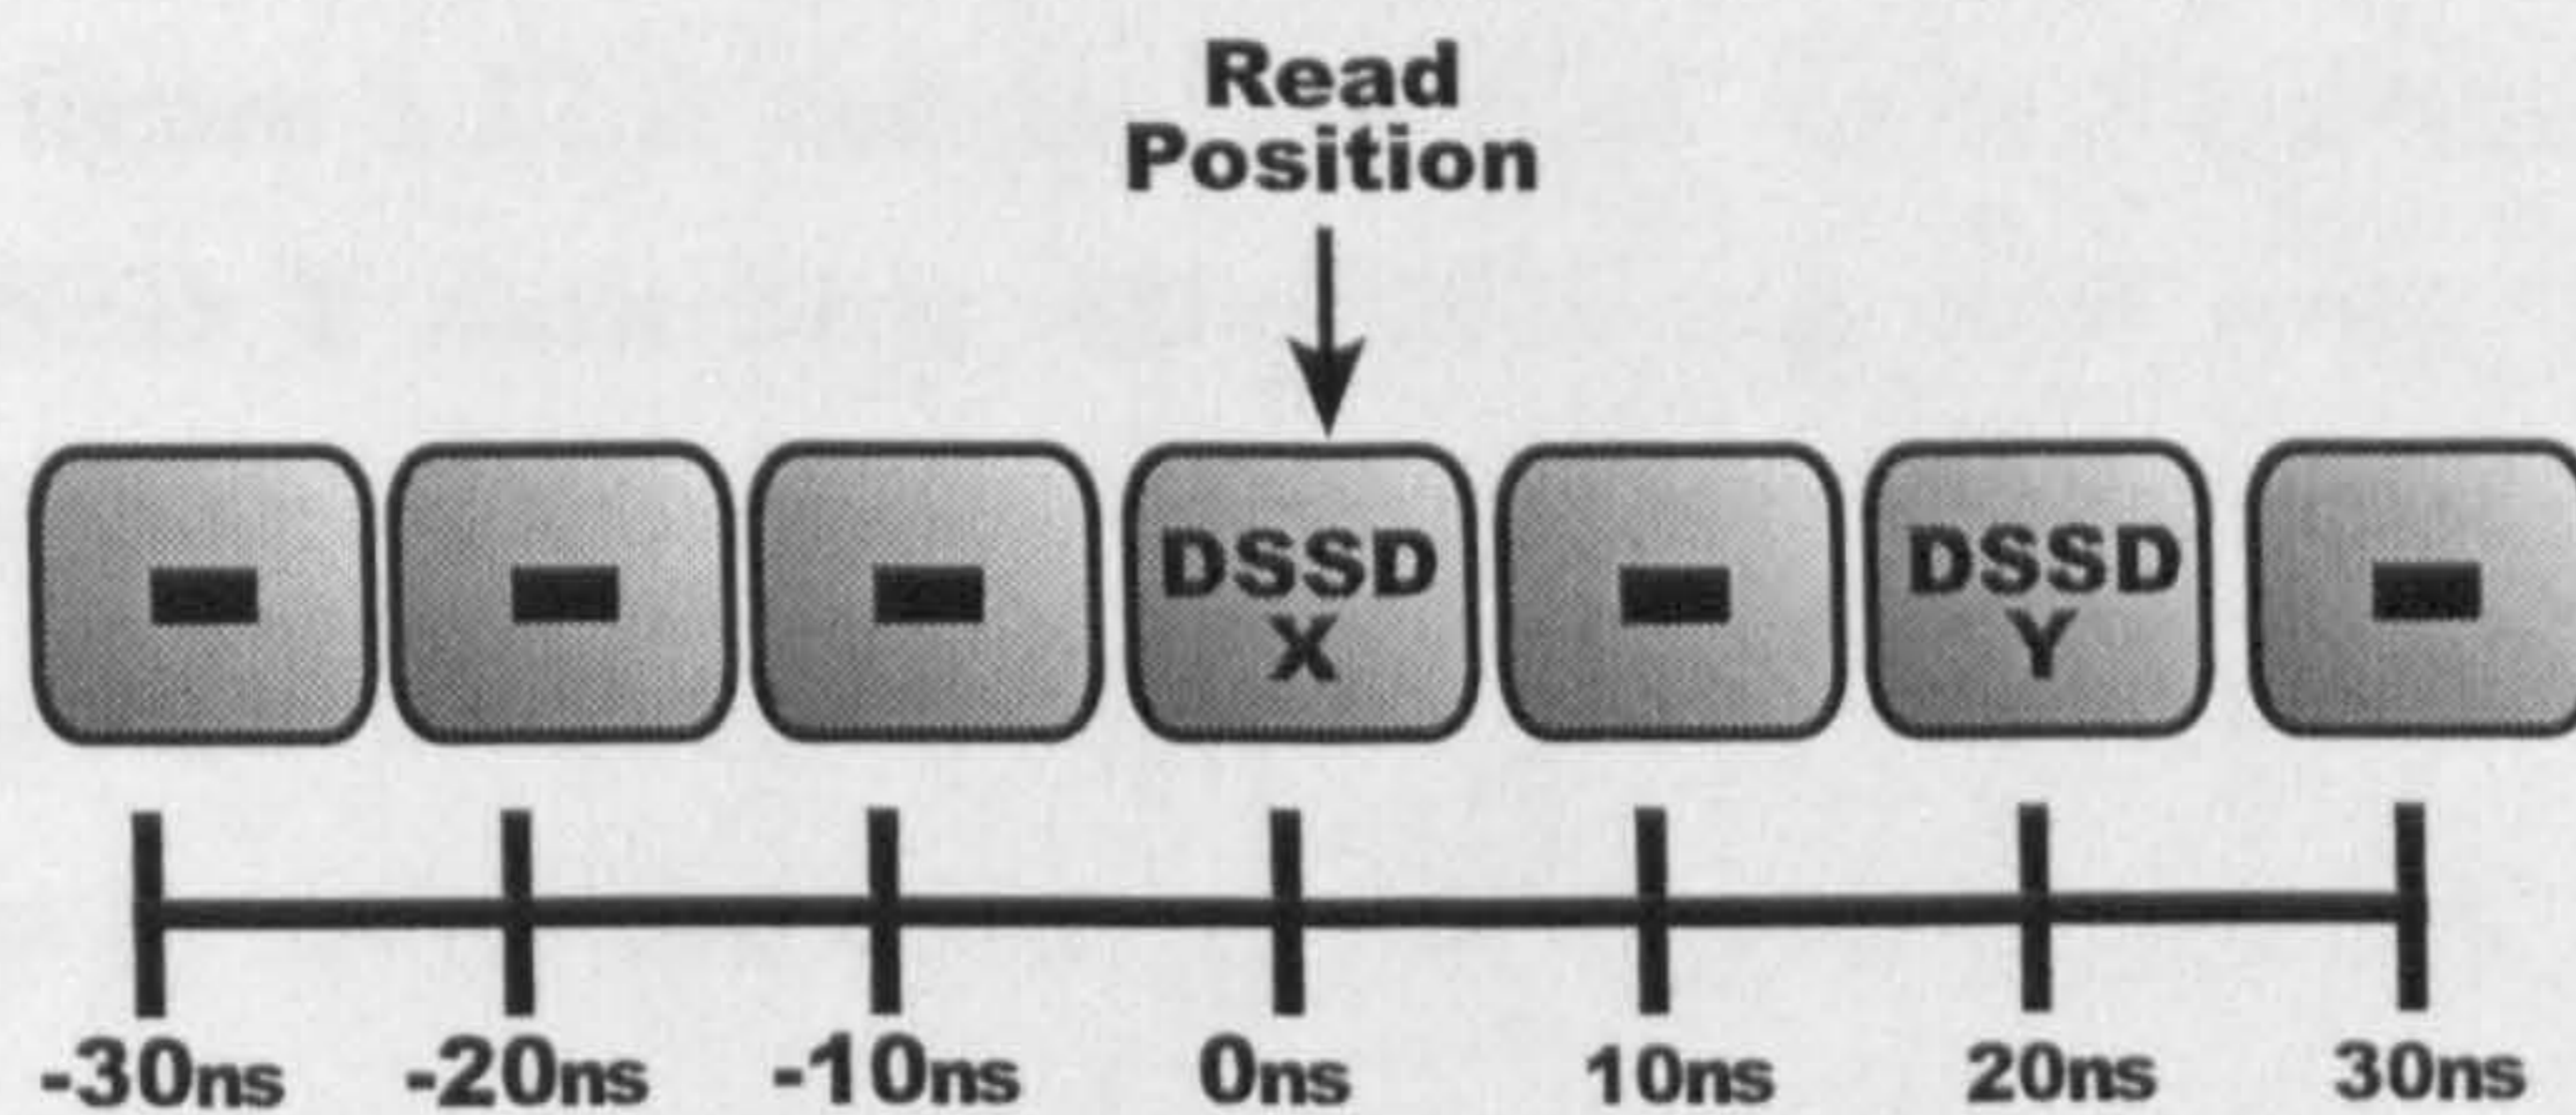 Read
Position
- - - DSSD X - DSSD Y -
-30ns -20ns -10ns 0ns 10ns 20ns 30ns